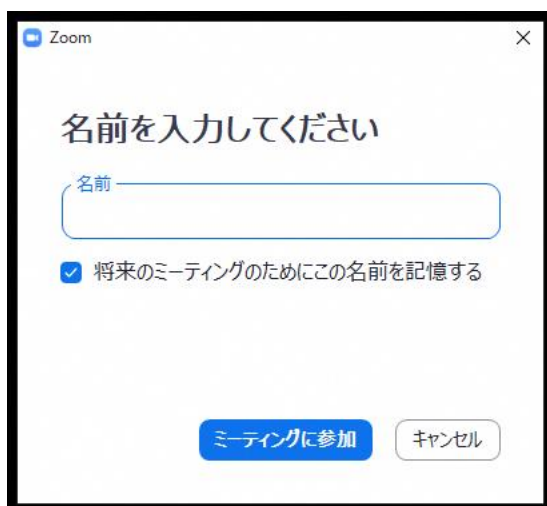 Zoom
名前を入力してください
名前
将来のミーティングのためにこの名前を記憶する
ミーティングに参加 キャンセル